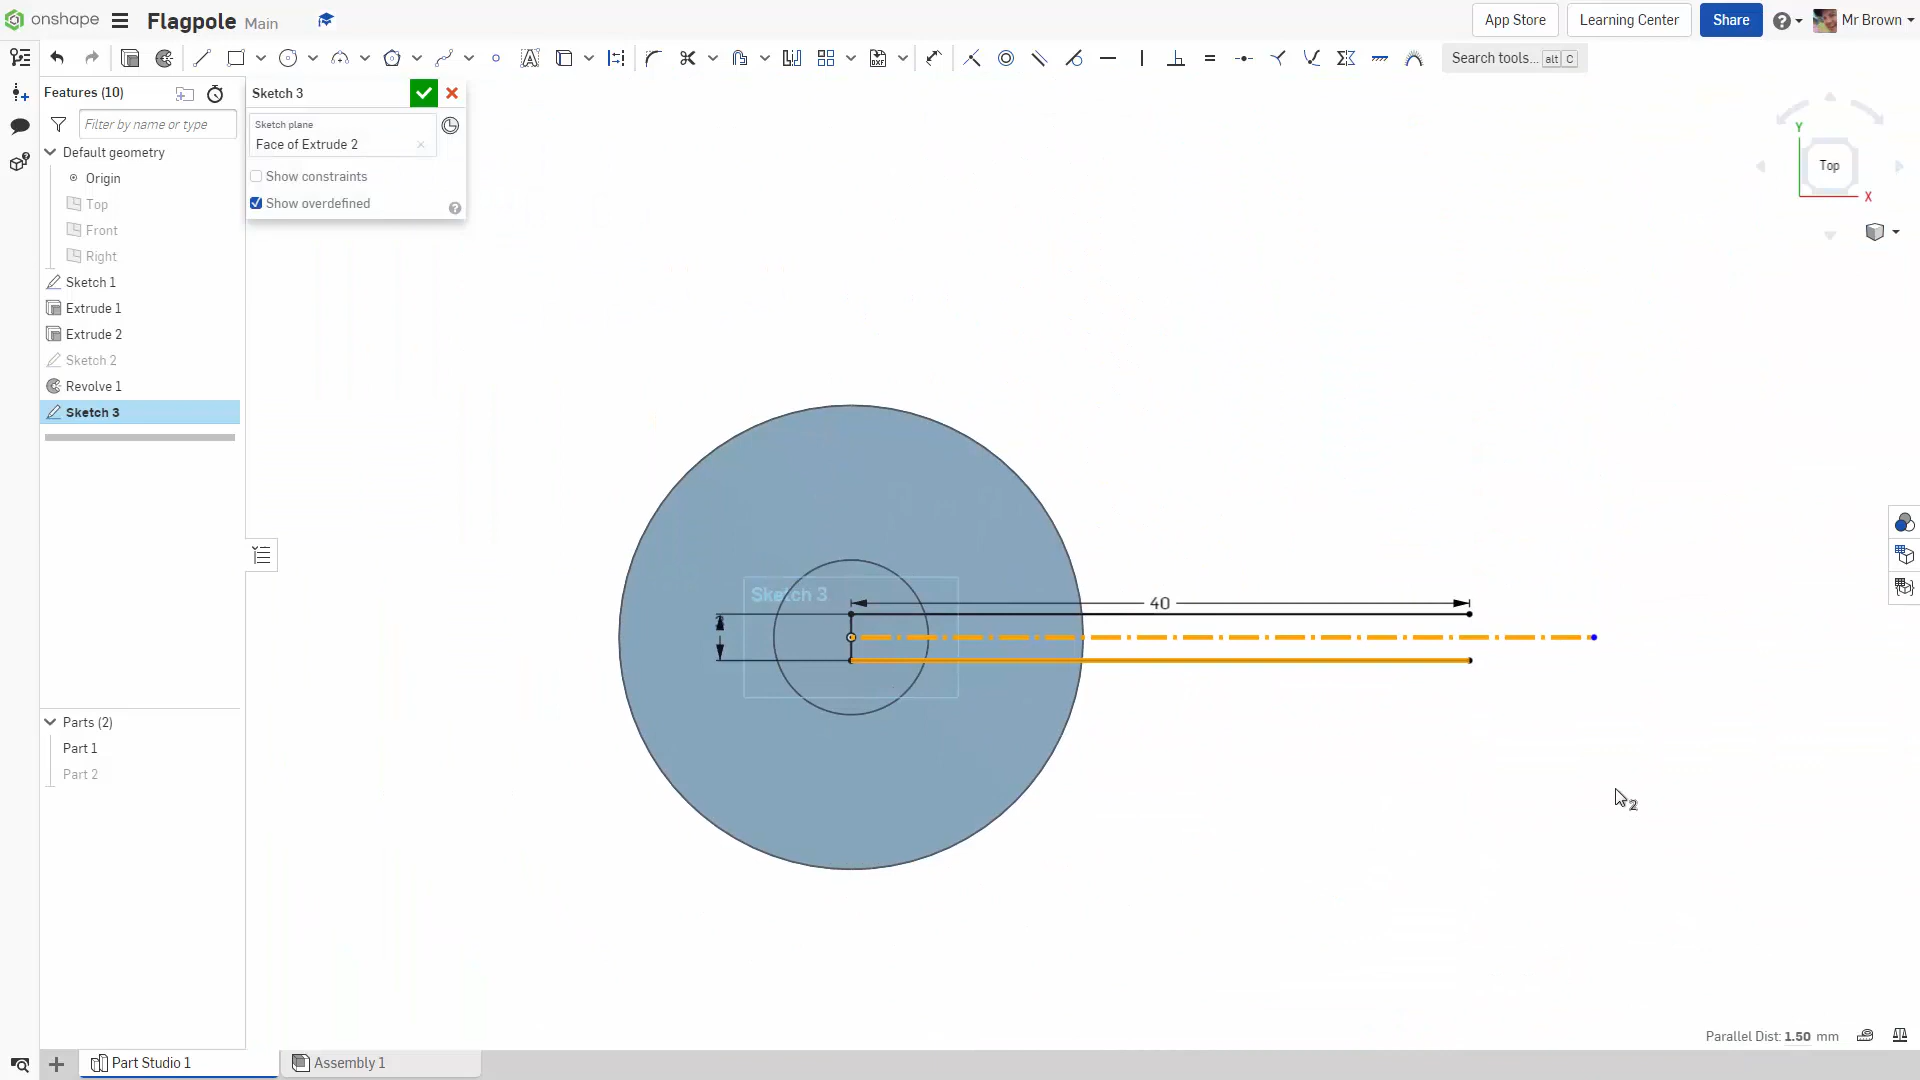 onshape Flagpole Main App Store Learning Center Share Mr Brown
Search tools... alt C
Features (10)
Filter by name or type
Default geometry
Origin
Top
Front
Right
Sketch 1
Extrude 1
Extrude 2
Sketch 2
Revolve 1
Sketch 3
Parts (2)
Part 1
Part 2
Sketch 3
Sketch plane
Face of Extrude 2
Show constraints
Show overdefined
Y
Top
X
Sketch 3
40
2
Parallel Dist: 1.50 mm
Part Studio 1 Assembly 1